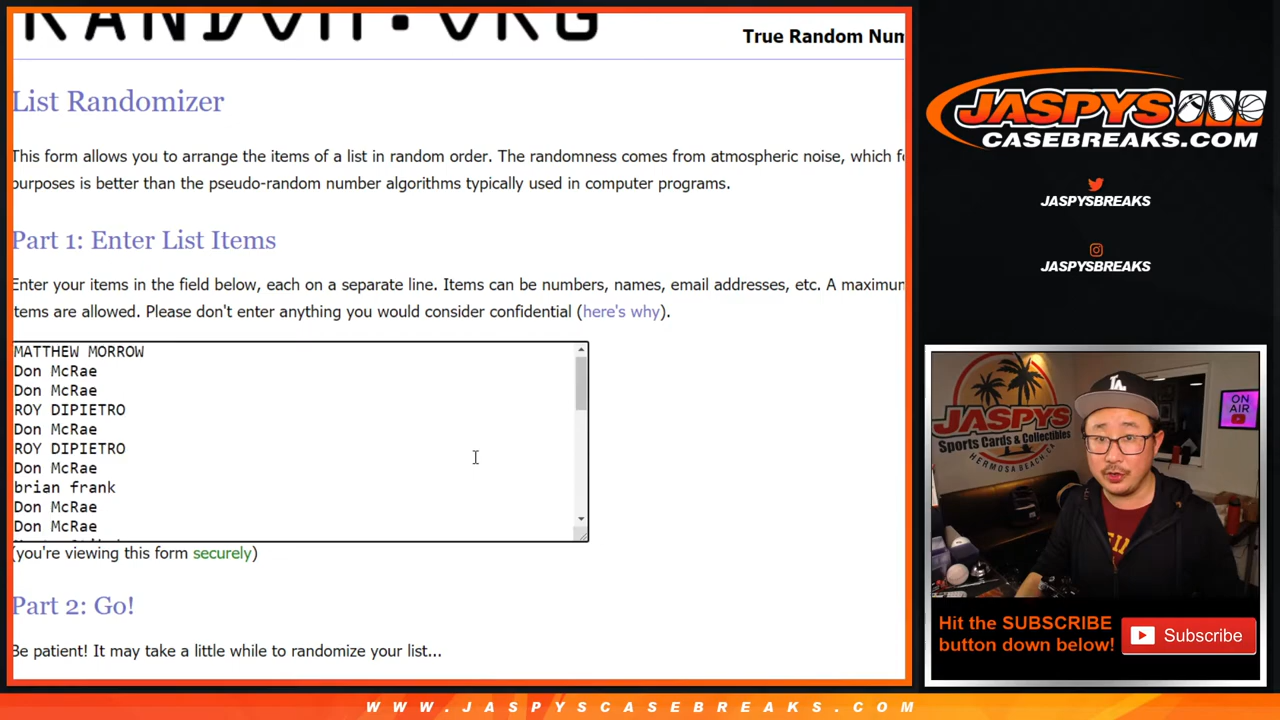 RANDOM.ORG
True Random Num
List Randomizer
This form allows you to arrange the items of a list in random order. The randomness comes from atmospheric noise, which f
purposes is better than the pseudo-random number algorithms typically used in computer programs.
Part 1: Enter List Items
Enter your items in the field below, each on a separate line. Items can be numbers, names, email addresses, etc. A maximum
items are allowed. Please don't enter anything you would consider confidential (here's why).
MATTHEW MORROW
Don McRae
Don McRae
ROY DIPIETRO
Don McRae
ROY DIPIETRO
Don McRae
brian frank
Don McRae
Don McRae
(you're viewing this form securely)
Part 2: Go!
Be patient! It may take a little while to randomize your list...
JASPYS
CASEBREAKS.COM
JASPYSBREAKS
JASPYSBREAKS
JASPYS
Sports Cards & Collectibles
HERMOSA BEACH, CA
LA
ON
AIR
Hit the SUBSCRIBE
button down below!
Subscribe
WWW.JASPYSCASEBREAKS.COM